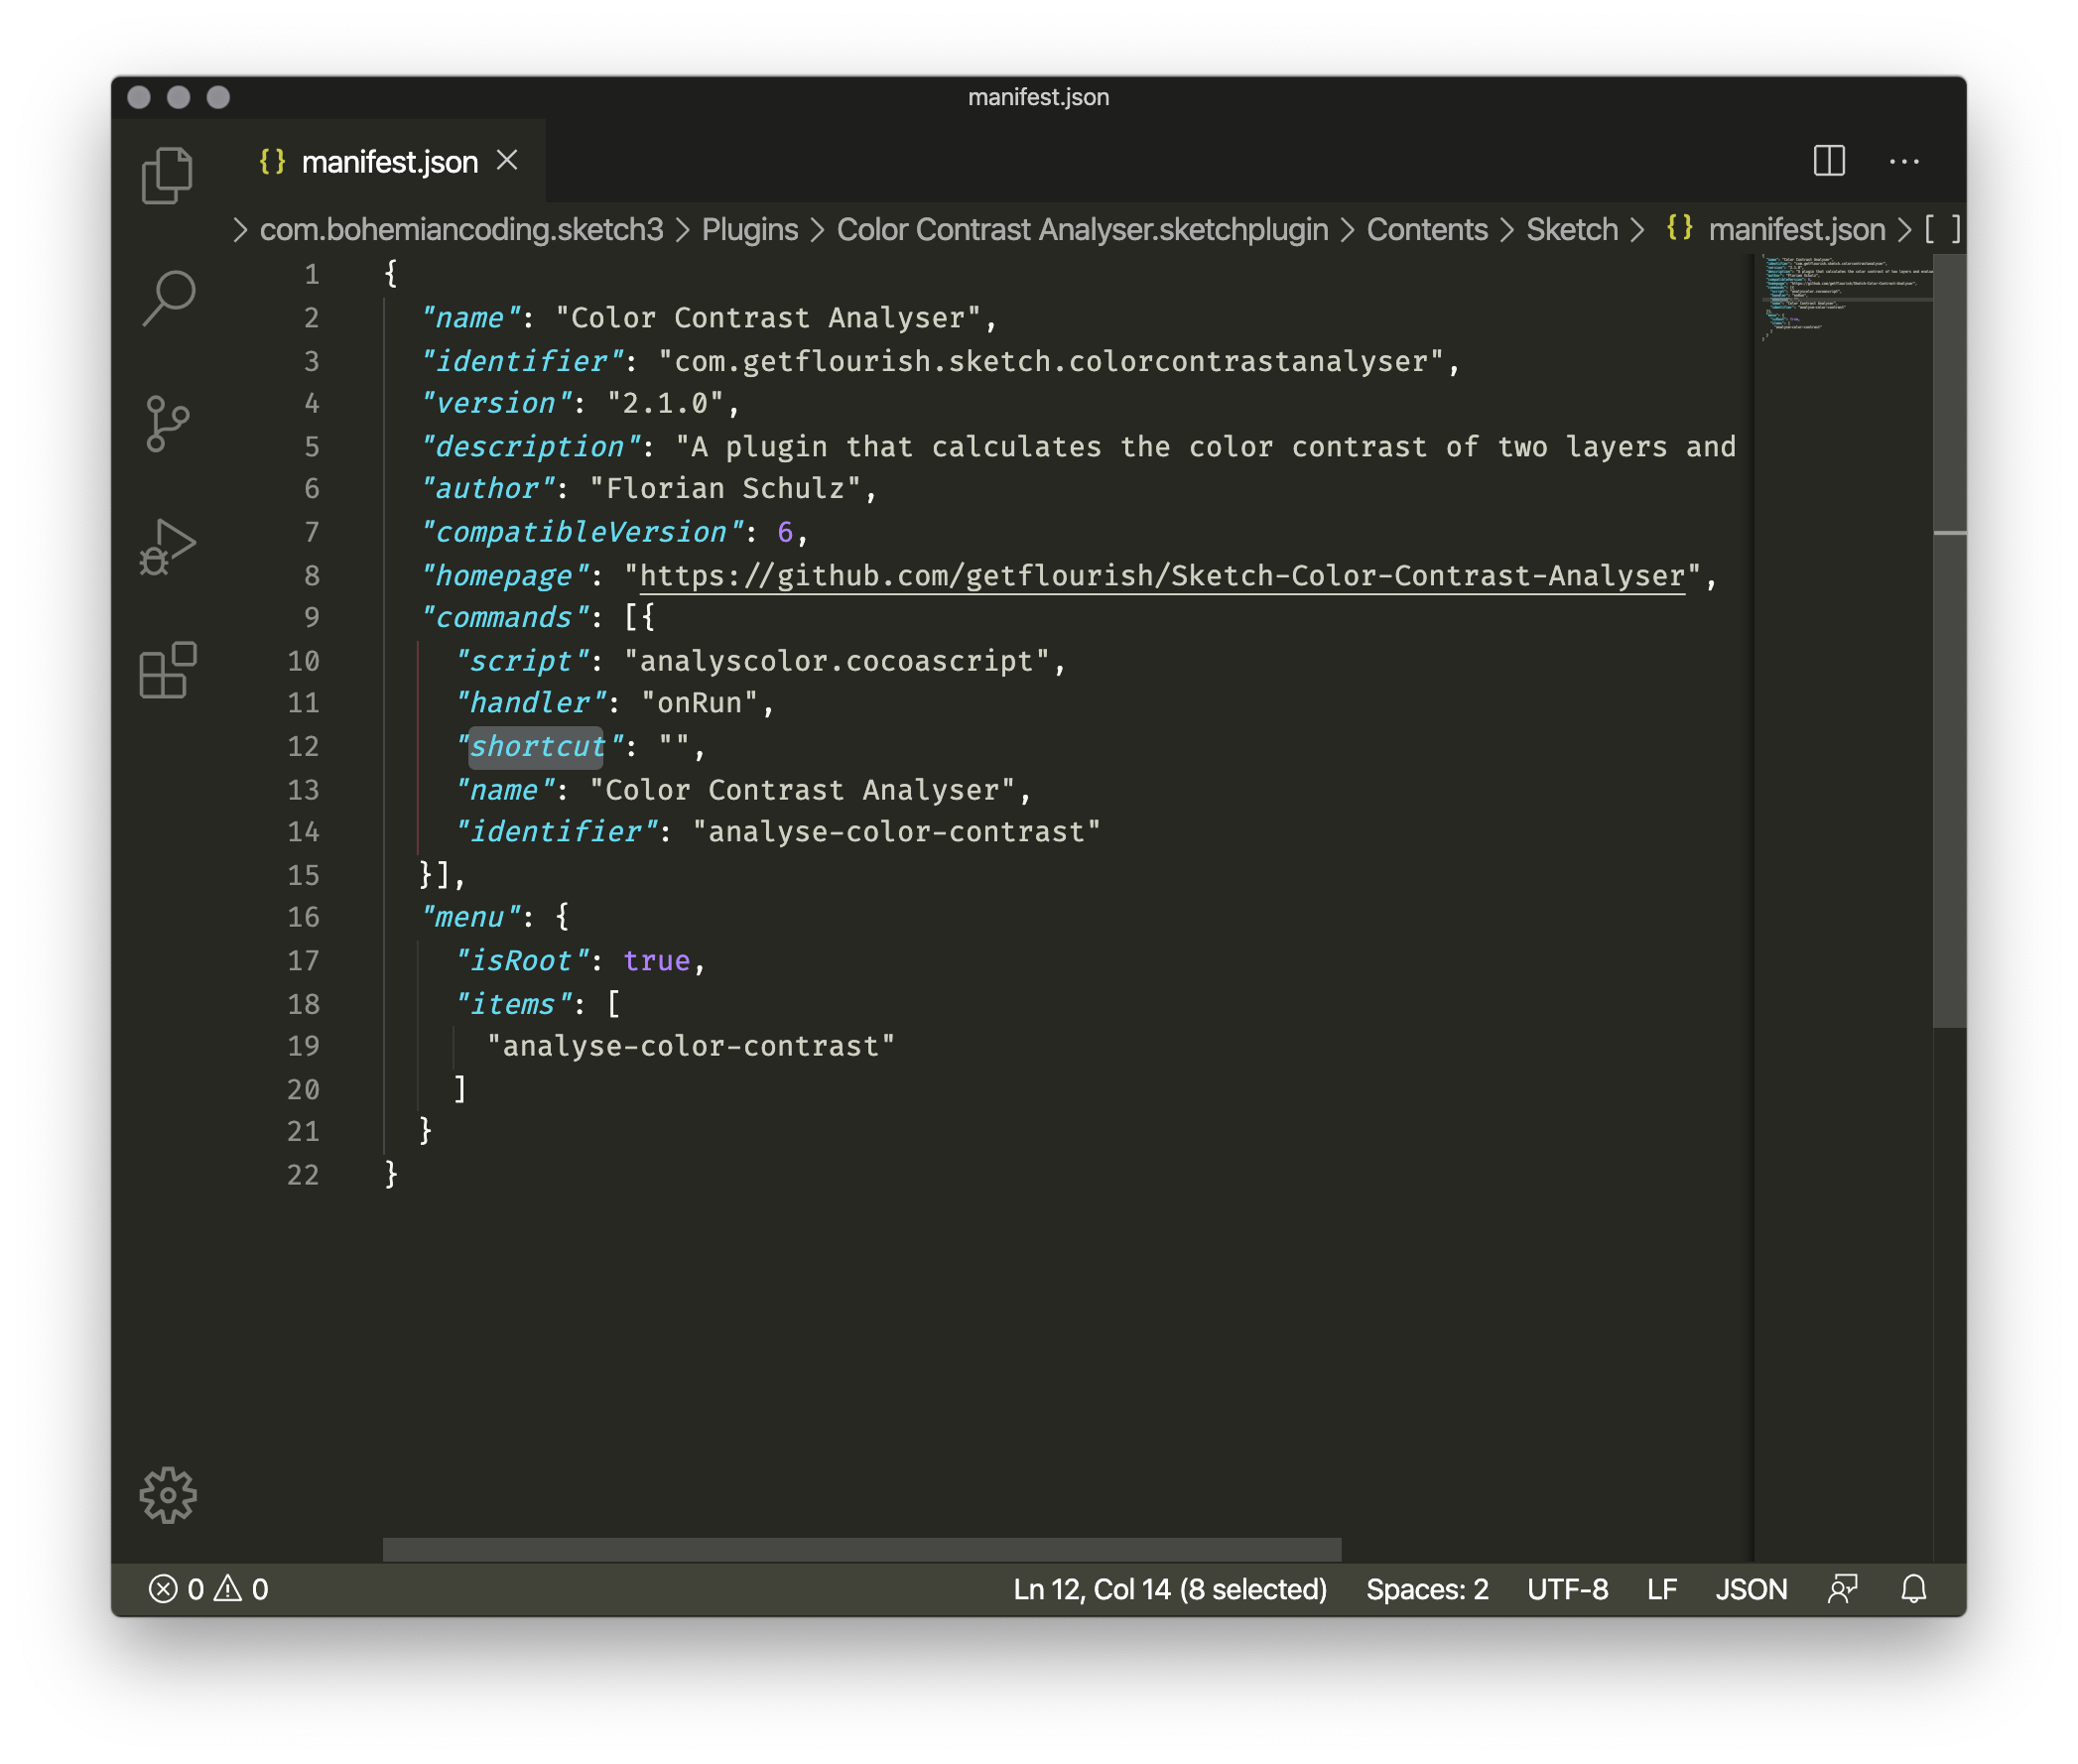 manifest.json
{} manifest.json
> com.bohemiancoding.sketch3 > Plugins > Color Contrast Analyser.sketchplugin > Contents > Sketch > {} manifest.json > [ ]
1 {
2 "name": "Color Contrast Analyser",
3 "identifier": "com.getflourish.sketch.colorcontrastanalyser",
4 "version": "2.1.0",
5 "description": "A plugin that calculates the color contrast of two layers and
6 "author": "Florian Schulz",
7 "compatibleVersion": 6,
8 "homepage": "https://github.com/getflourish/Sketch-Color-Contrast-Analyser",
9 "commands": [{
10 "script": "analyscolor.cocoascript",
11 "handler": "onRun",
12 "shortcut": "",
13 "name": "Color Contrast Analyser",
14 "identifier": "analyse-color-contrast"
15 }],
16 "menu": {
17 "isRoot": true,
18 "items": [
19 "analyse-color-contrast"
20 ]
21 }
22 }
0 0 Ln 12, Col 14 (8 selected) Spaces: 2 UTF-8 LF JSON